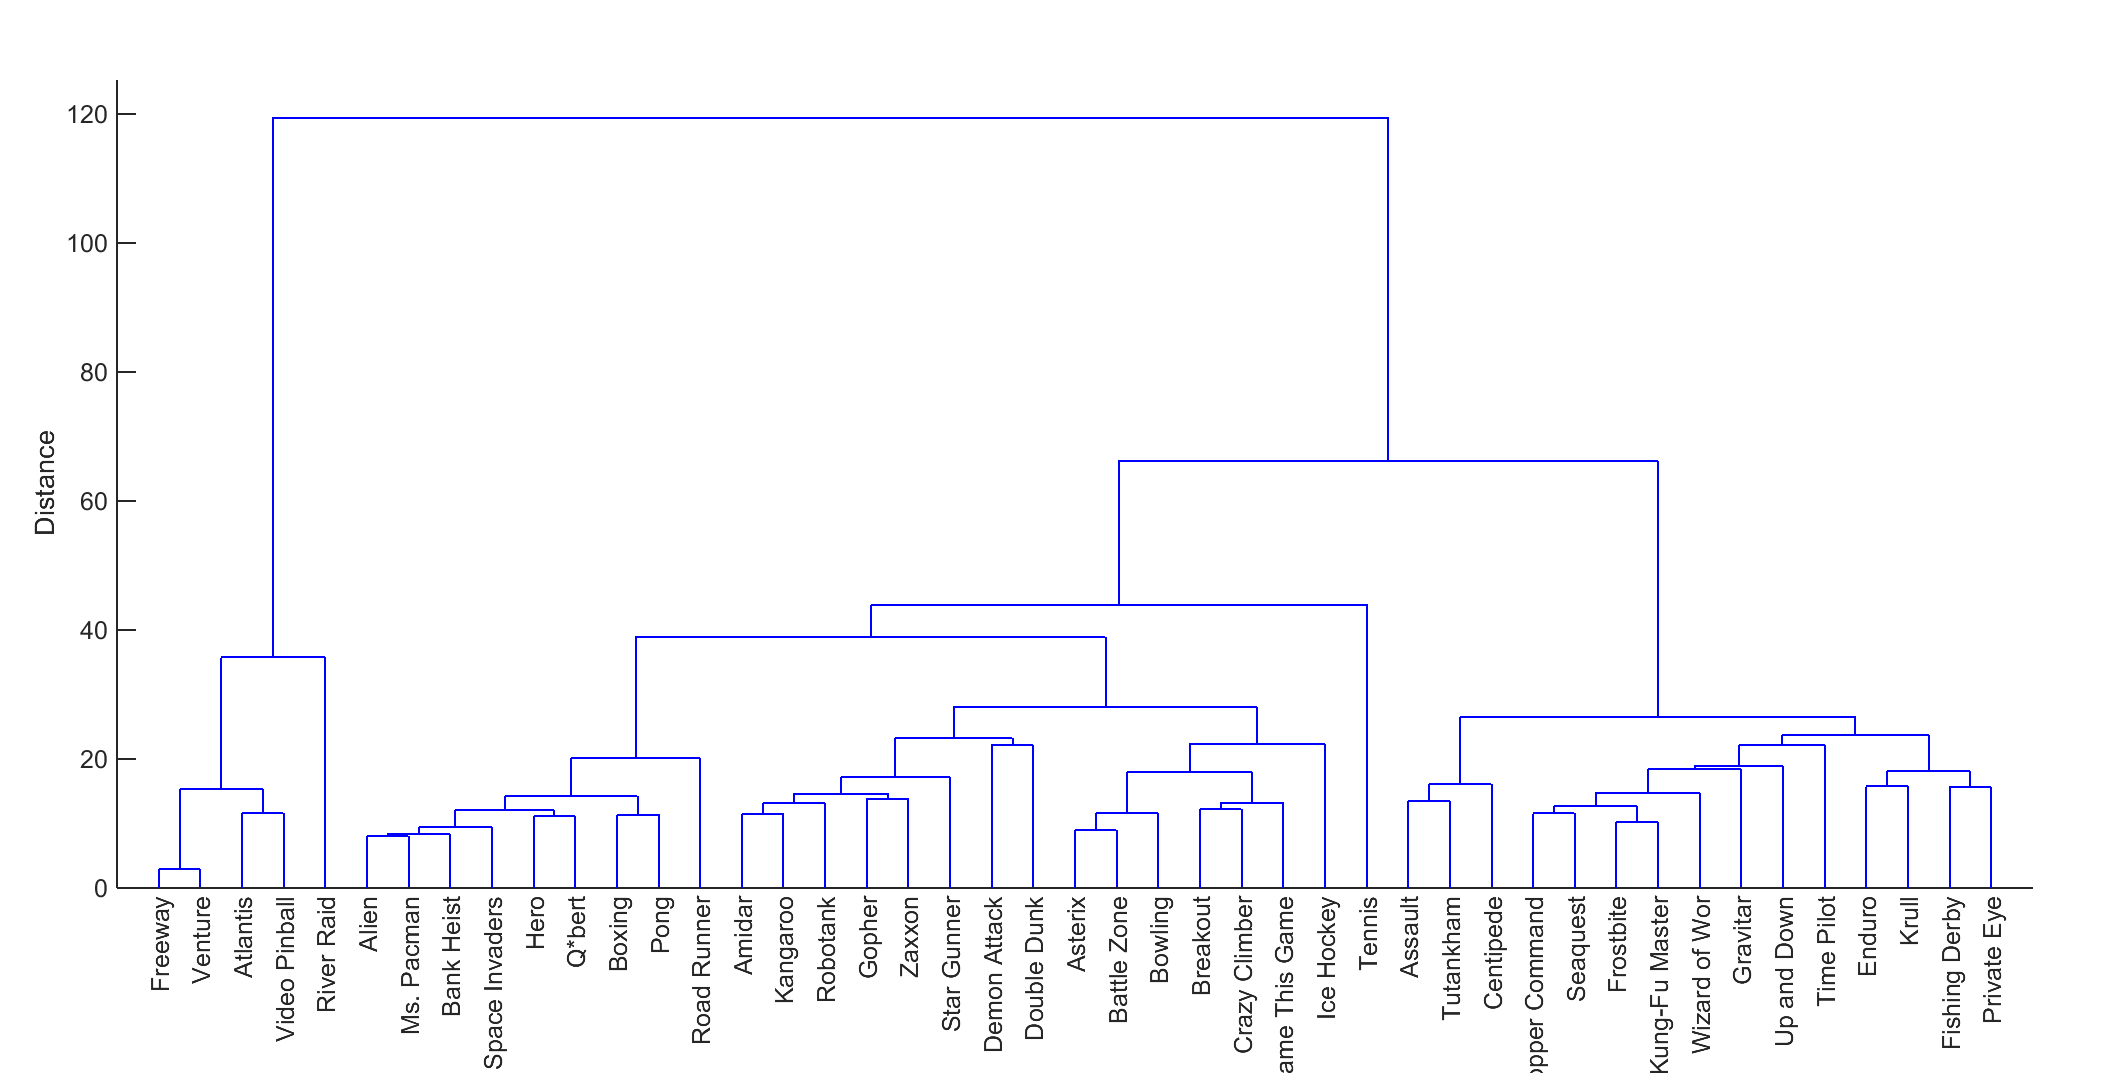 120
100
80
60
40
20
0
Distance
Freeway
Venture
Atlantis
Video Pinball
River Raid
Alien
Ms. Pacman
Bank Heist
Space Invaders
Hero
Q*bert
Boxing
Pong
Road Runner
Amidar
Kangaroo
Robotank
Gopher
Zaxxon
Star Gunner
Demon Attack
Double Dunk
Asterix
Battle Zone
Bowling
Breakout
Crazy Climber
ame This Game
Ice Hockey
Tennis
Assault
Tutankham
Centipede
opper Command
Seaquest
Frostbite
Kung-Fu Master
Wizard of Wor
Gravitar
Up and Down
Time Pilot
Enduro
Krull
Fishing Derby
Private Eye